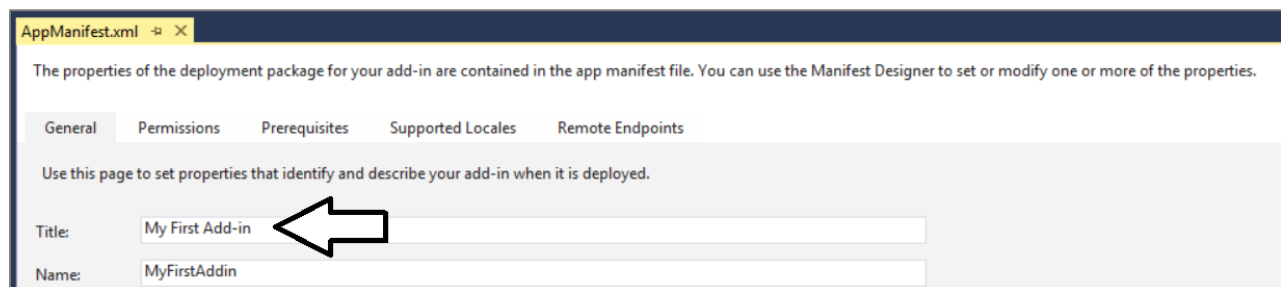 AppManifest.xml
The properties of the deployment package for your add-in are contained in the app manifest file. You can use the Manifest Designer to set or modify one or more of the properties.
General Permissions Prerequisites Supported Locales Remote Endpoints
Use this page to set properties that identify and describe your add-in when it is deployed.
Title: My First Add-in
Name: MyFirstAddin